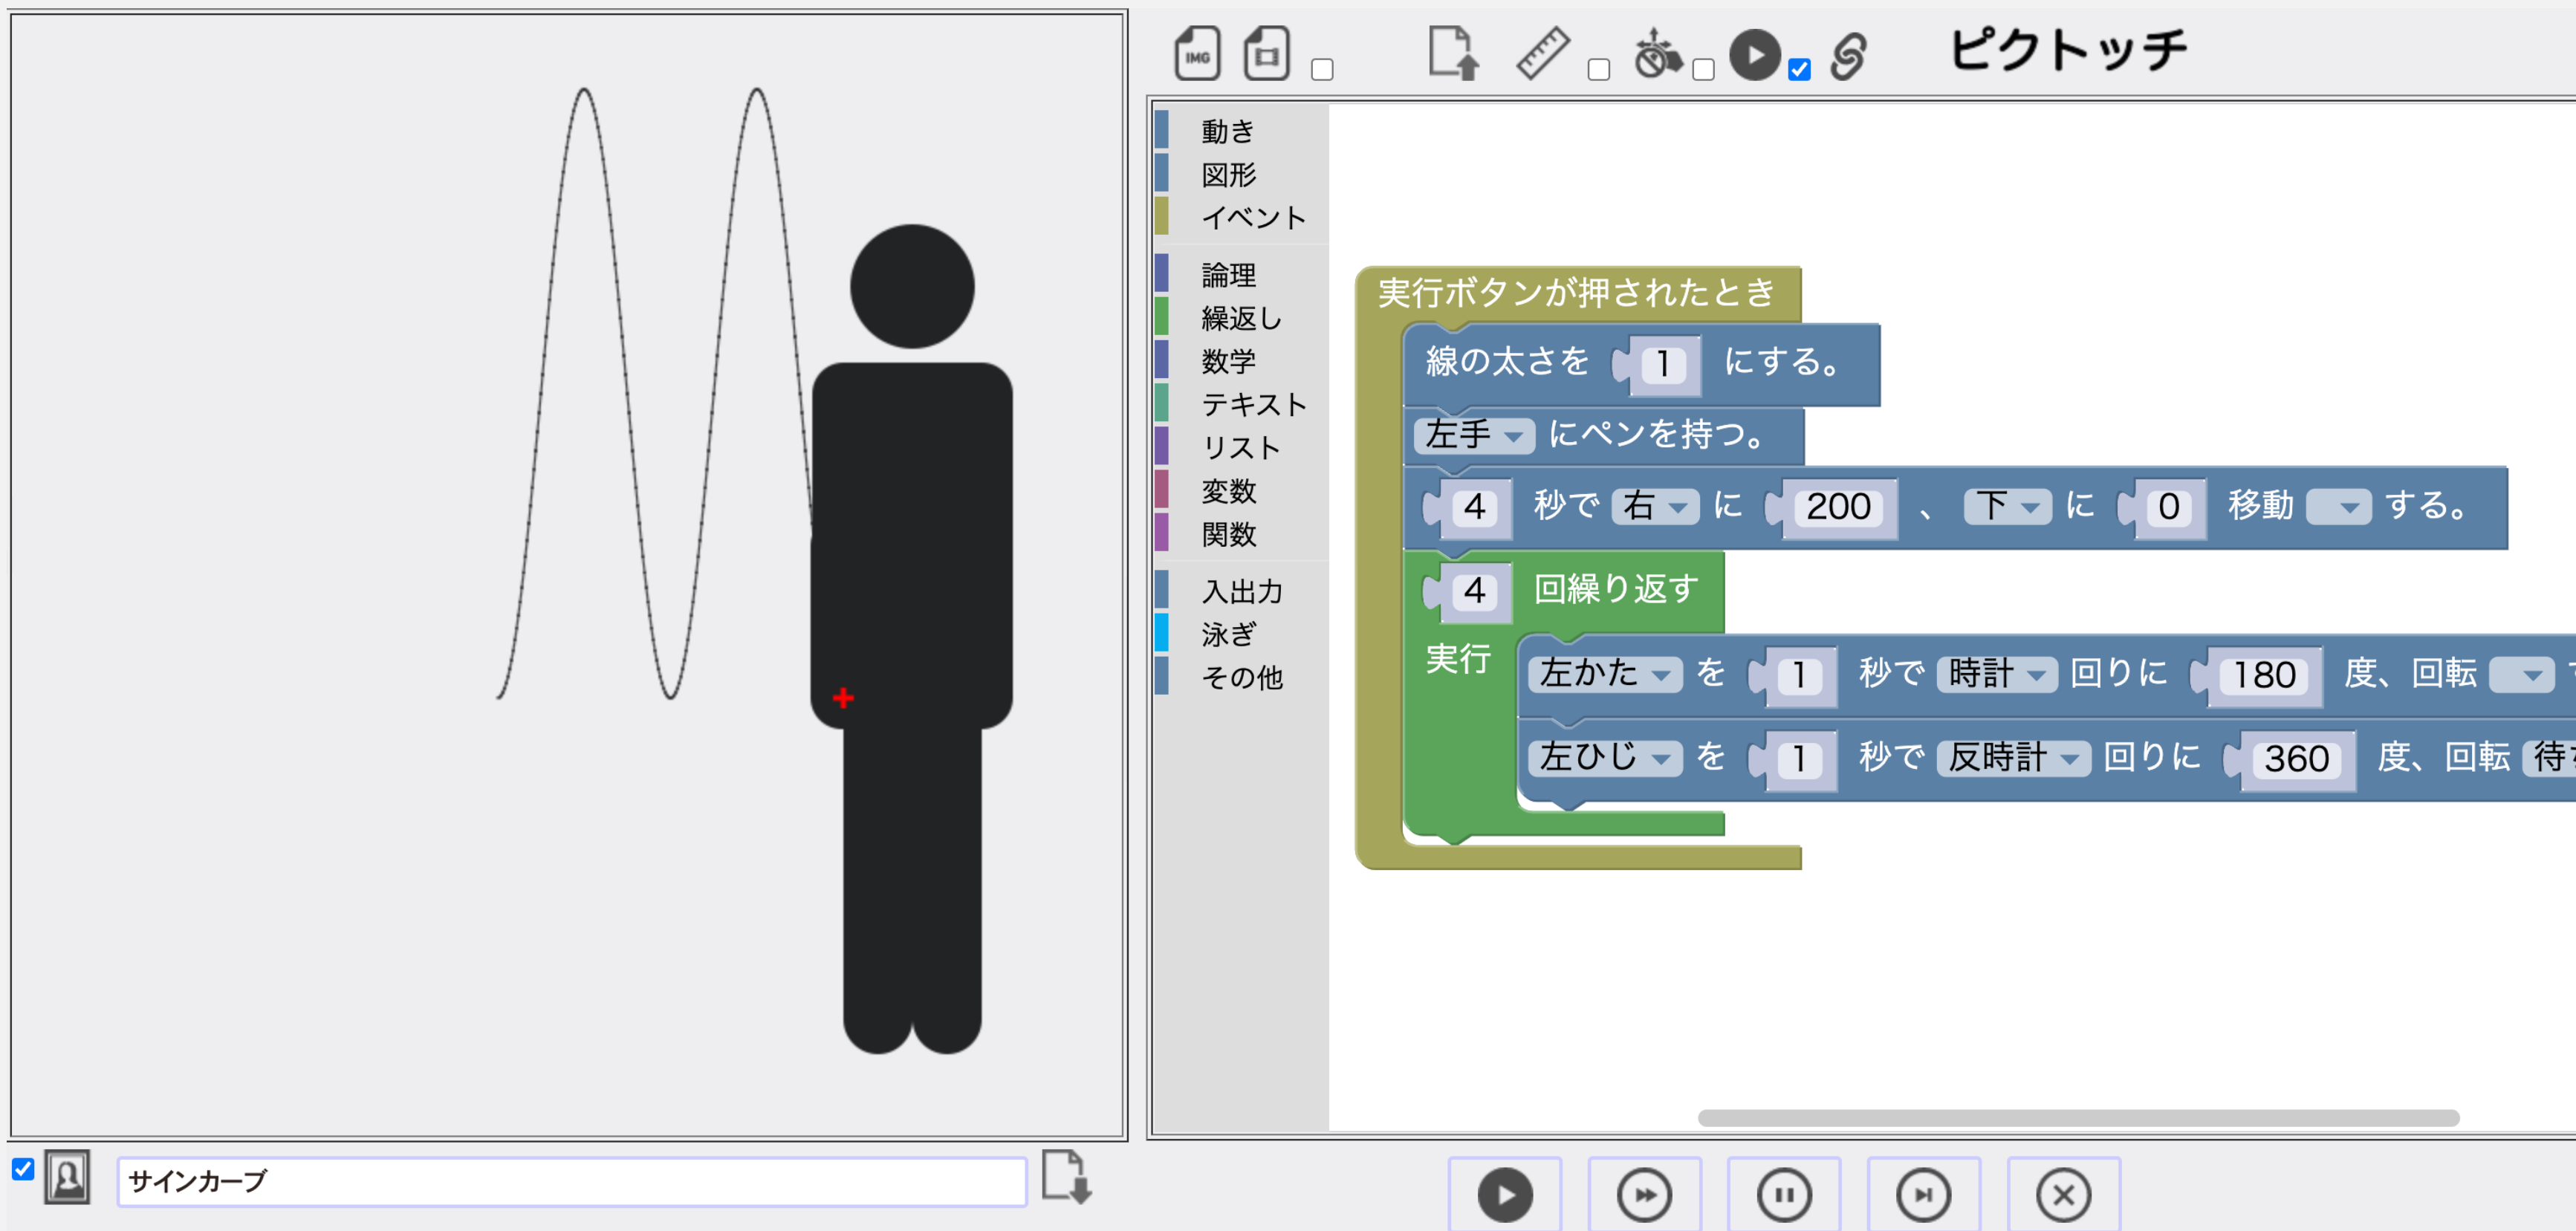 IMG
ピクトッチ
動き
図形
イベント
論理
繰返し
数学
テキスト
リスト
変数
関数
入出力
泳ぎ
その他
実行ボタンが押されたとき
線の太さを 1 にする。
左手 にペンを持つ。
4 秒で 右 に 200 、 下 に 0 移動 する。
4 回繰り返す
実行
左かた を 1 秒で 時計 回りに 180 度、回転
左ひじ を 1 秒で 反時計 回りに 360 度、回転 待
サインカーブ